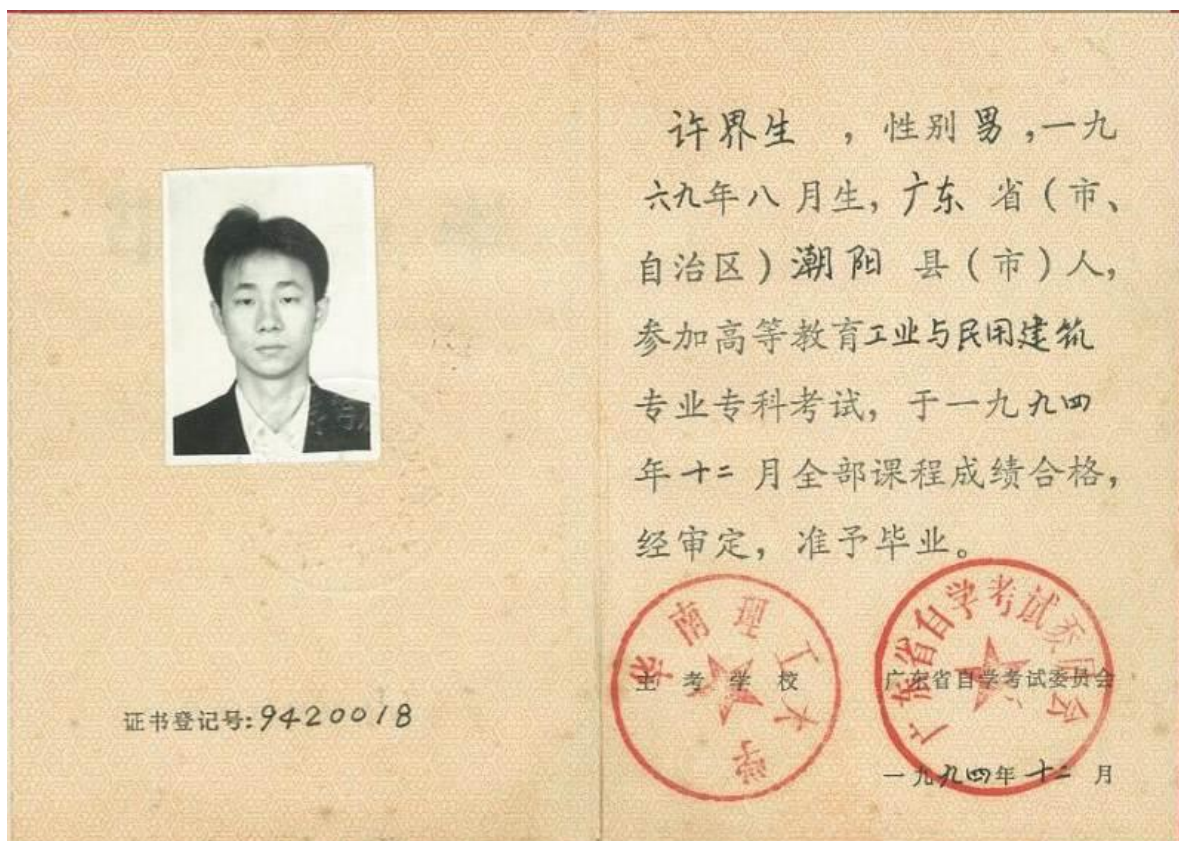 证书登记号:9420018
许界生 ,性别男,一九
六九年八月生,广东 省(市、
自治区)潮阳 县(市)人,
参加高等教育工业与民用建筑
专业专科考试,于一九九四
年十二月全部课程成绩合格,
经审定,准予毕业。
华南理工大学
主考学校
广东省自学考试委员会
广东省自学考试委员会
一九九四年十二月